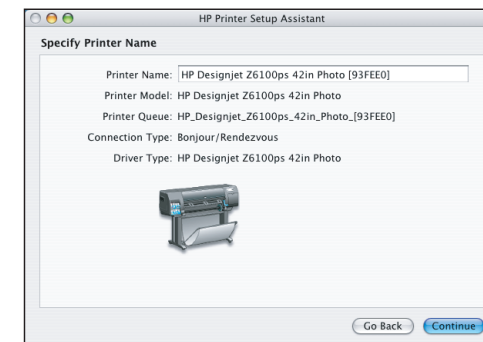 HP Printer Setup Assistant
Specify Printer Name
Printer Name: HP Designjet Z6100ps 42in Photo [93FEE0]
Printer Model: HP Designjet Z6100ps 42in Photo
Printer Queue: HP_Designjet_Z6100ps_42in_Photo_[93FEE0]
Connection Type: Bonjour/Rendezvous
Driver Type: HP Designjet Z6100ps 42in Photo
Go Back Continue